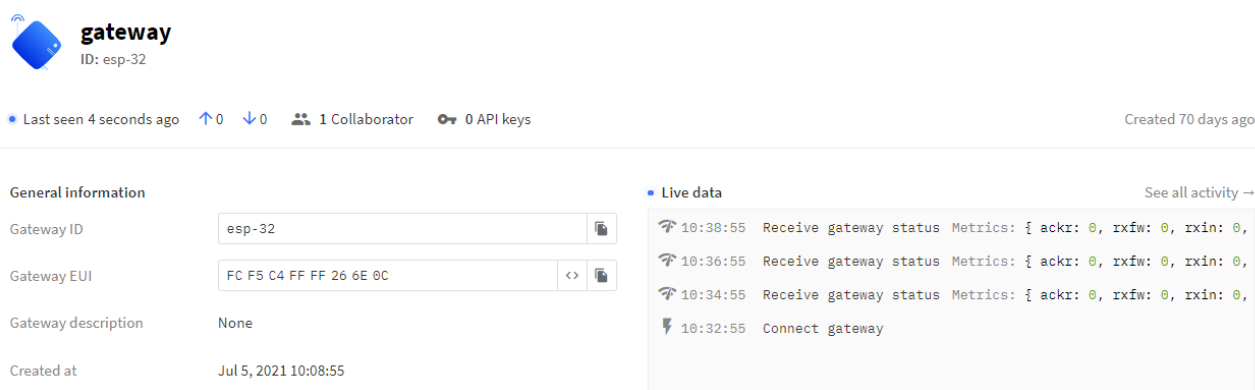 gateway
ID: esp-32
Last seen 4 seconds ago 0 0 1 Collaborator 0 API keys Created 70 days ago
General information
Gateway ID esp-32
Gateway EUI FC F5 C4 FF FF 26 6E 0C <>
Gateway description None
Created at Jul 5, 2021 10:08:55
Live data See all activity →
10:38:55 Receive gateway status Metrics: { ackr: 0, rxfw: 0, rxin: 0,
10:36:55 Receive gateway status Metrics: { ackr: 0, rxfw: 0, rxin: 0,
10:34:55 Receive gateway status Metrics: { ackr: 0, rxfw: 0, rxin: 0,
10:32:55 Connect gateway